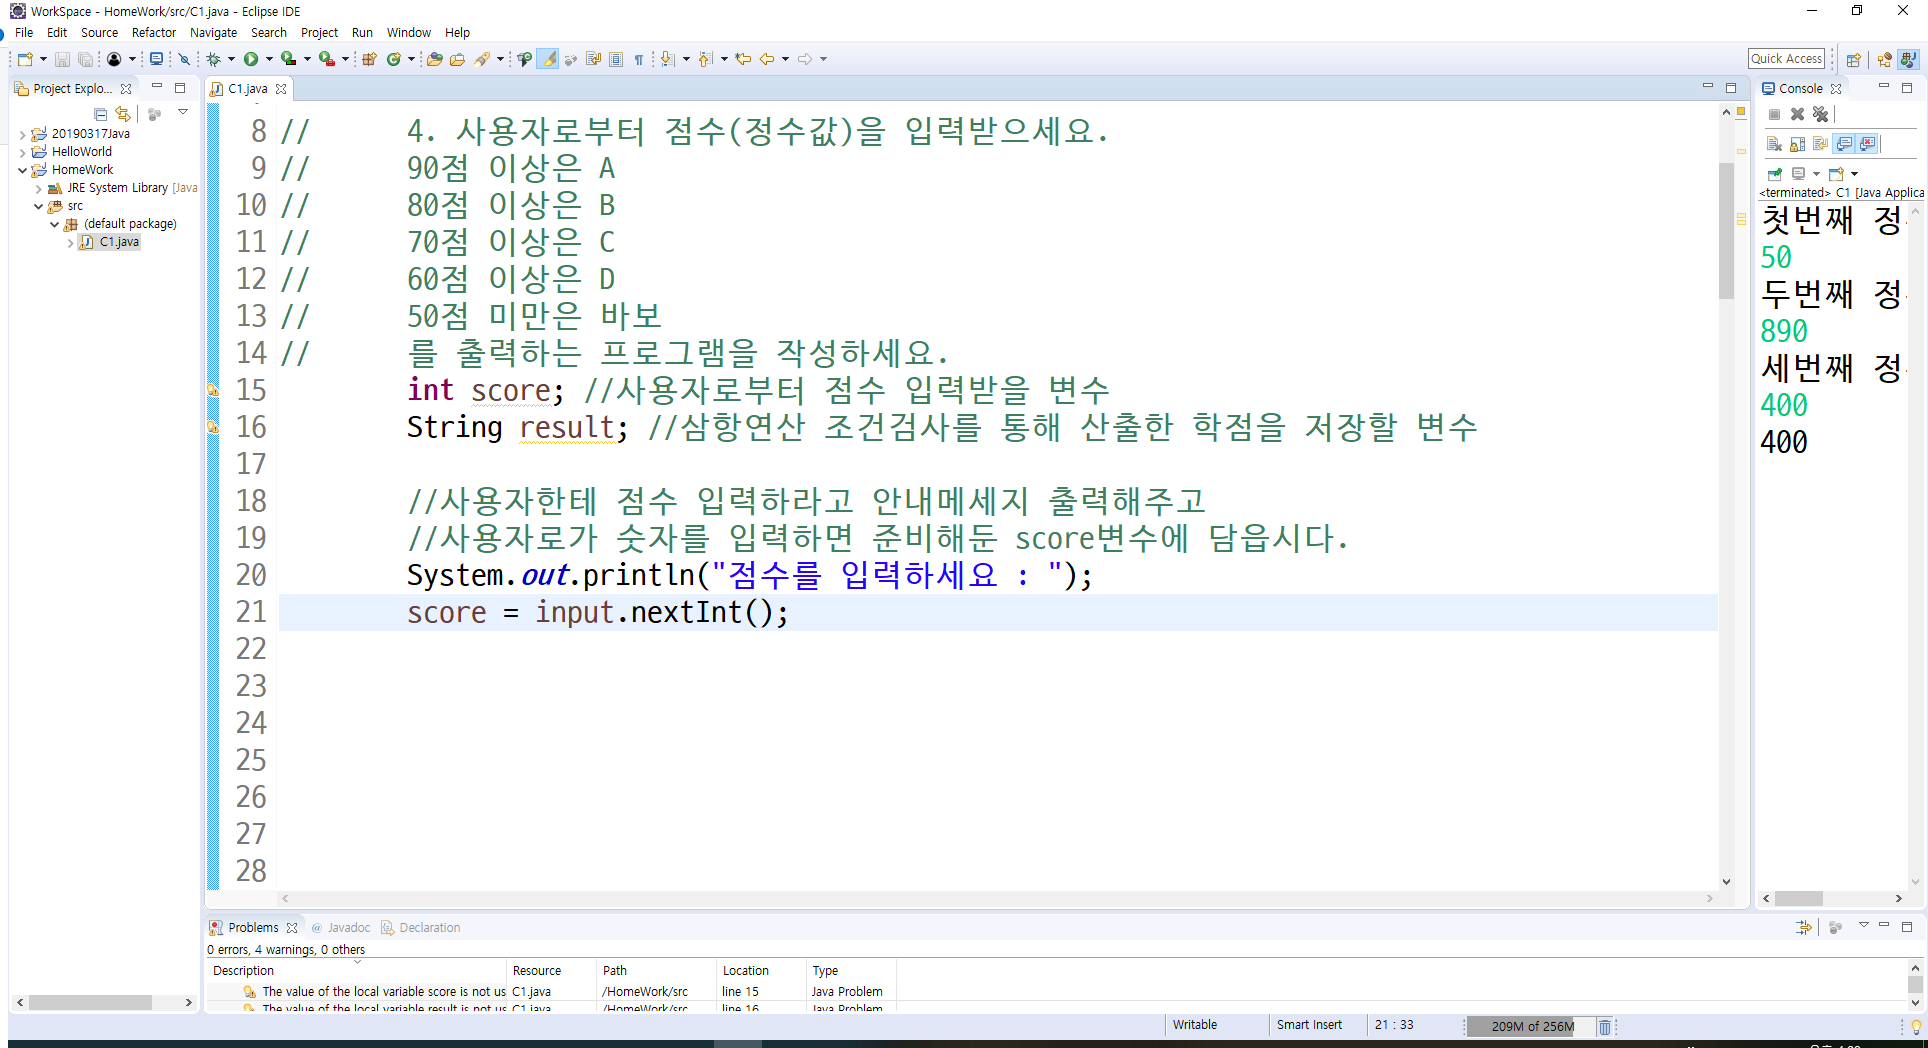 WorkSpace - HomeWork/src/C1.java - Eclipse IDE
File Edit Source Refactor Navigate Search Project Run Window Help
Quick Access
Project Explo...
20190317Java
HelloWorld
HomeWork
JRE System Library [Java
src
(default package)
C1.java
C1.java
8 // 4. 사용자로부터 점수(정수값)을 입력받으세요.
9 // 90점 이상은 A
10 // 80점 이상은 B
11 // 70점 이상은 C
12 // 60점 이상은 D
13 // 50점 미만은 바보
14 // 를 출력하는 프로그램을 작성하세요.
15 int score; //사용자로부터 점수 입력받을 변수
16 String result; //삼항연산 조건검사를 통해 산출한 학점을 저장할 변수
17
18 //사용자한테 점수 입력하라고 안내메세지 출력해주고
19 //사용자로가 숫자를 입력하면 준비해둔 score변수에 담읍시다.
20 System.out.println("점수를 입력하세요 : ");
21 score = input.nextInt();
22
23
24
25
26
27
28
Console
<terminated> C1 [Java Applica
첫번째 정
50
두번째 정
890
세번째 정
400
400
Problems @ Javadoc Declaration
0 errors, 4 warnings, 0 others
Description Resource Path Location Type
The value of the local variable score is not us C1.java /HomeWork/src line 15 Java Problem
The value of the local variable result is not us C1.java /HomeWork/src line 16 Java Problem
Writable Smart Insert 21 : 33 209M of 256M